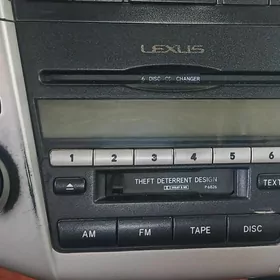 LEXUS
6 DISC CD CHANGER
1 2 3 4 5 6
THEFT DETERRENT DESIGN
P6826
TEXT
AM FM TAPE DISC